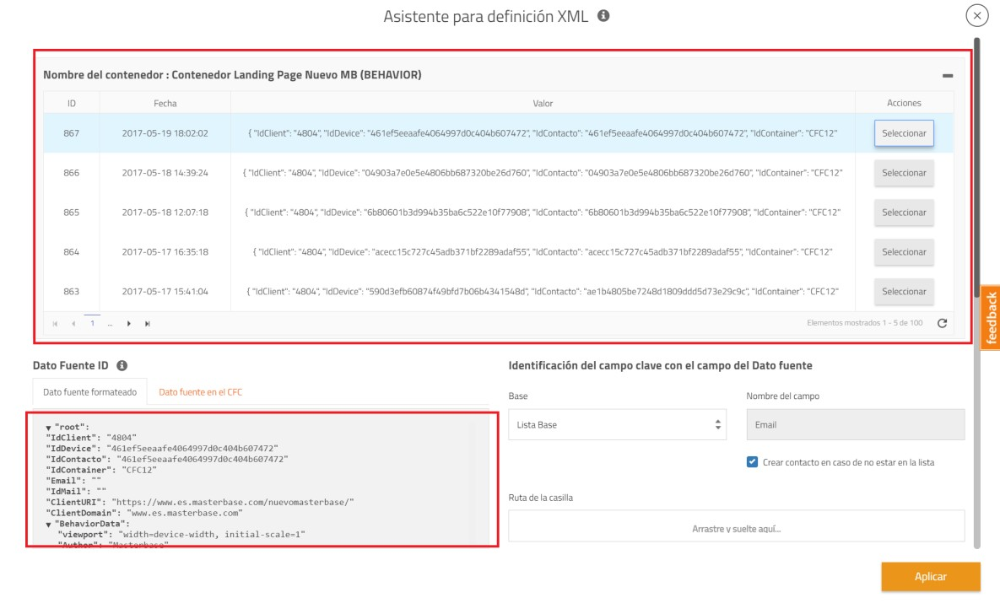 Asistente para definición XML
Nombre del contenedor : Contenedor Landing Page Nuevo MB (BEHAVIOR)
ID Fecha Valor Acciones
867 2017-05-19 18:02:02 { "IdClient": "4804", "IdDevice": "461ef5eeaafe4064997d0c404b607472", "IdContacto": "461ef5eeaafe4064997d0c404b607472", "IdContainer": "CFC12" Seleccionar
866 2017-05-18 14:39:24 { "IdClient": "4804", "IdDevice": "04903a7e0e5e4806bb687320be26d760", "IdContacto": "04903a7e0e5e4806bb687320be26d760", "IdContainer": "CFC12" Seleccionar
865 2017-05-18 12:07:18 { "IdClient": "4804", "IdDevice": "6b80601b3d994b35ba6c522e10f77908", "IdContacto": "6b80601b3d994b35ba6c522e10f77908", "IdContainer": "CFC12" Seleccionar
864 2017-05-17 16:35:18 { "IdClient": "4804", "IdDevice": "acecc15c727c45adb371bf2289adaf55", "IdContacto": "acecc15c727c45adb371bf2289adaf55", "IdContainer": "CFC12" Seleccionar
863 2017-05-17 15:41:04 { "IdClient": "4804", "IdDevice": "590d3efb60874f49bfd7b06b4341548d", "IdContacto": "ae1b4805be7248d1809ddd5d73e29c9c", "IdContainer": "CFC12" Seleccionar
1 ... Elementos mostrados 1 - 5 de 100
feedback
Dato Fuente ID
Dato fuente formateado Dato fuente en el CFC
"root":
"IdClient": "4804"
"IdDevice": "461ef5eeaafe4064997d0c404b607472"
"IdContacto": "461ef5eeaafe4064997d0c404b607472"
"IdContainer": "CFC12"
"Email": ""
"IdMail": ""
"ClientURI": "https://www.es.masterbase.com/nuevomasterbase/"
"ClientDomain": "www.es.masterbase.com"
"BehaviorData":
"viewport": "width=device-width, initial-scale=1"
"Author": "Masterbase"
Identificación del campo clave con el campo del Dato fuente
Base Nombre del campo
Lista Base Email
Crear contacto en caso de no estar en la lista
Ruta de la casilla
Arrastre y suelte aquí...
Aplicar